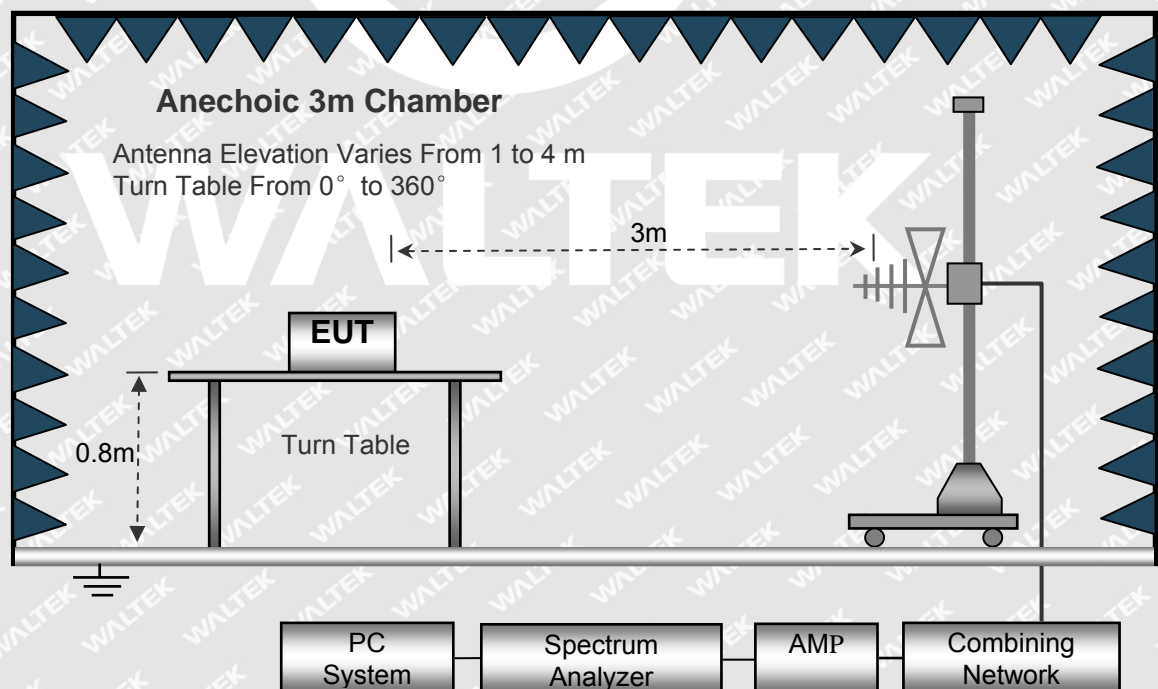 Anechoic 3m Chamber
Antenna Elevation Varies From 1 to 4 m
Turn Table From 0° to 360°
WALTEK
3m
EUT
0.8m
Turn Table
PC
System
Spectrum
Analyzer
AMP
Combining
Network